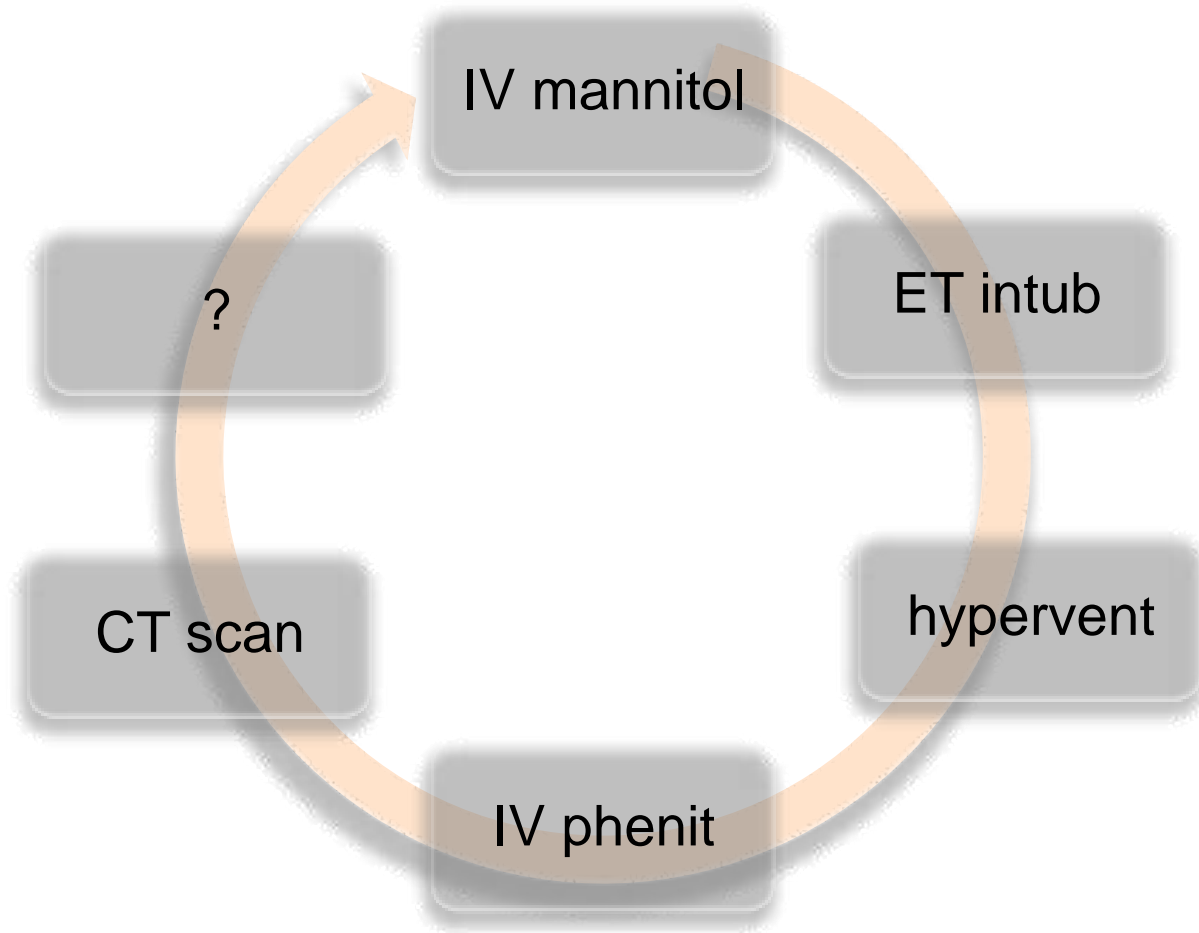 IV mannitol
ET intub
hypervent
IV phenit
CT scan
?